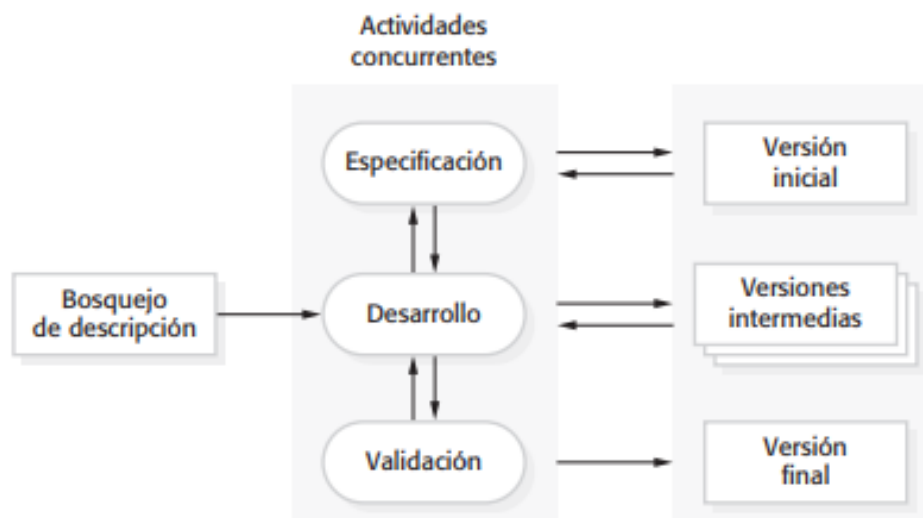 Actividades
concurrentes
Especificación
Versión
inicial
Bosquejo
de descripción
Desarrollo
Versiones
intermedias
Validación
Versión
final